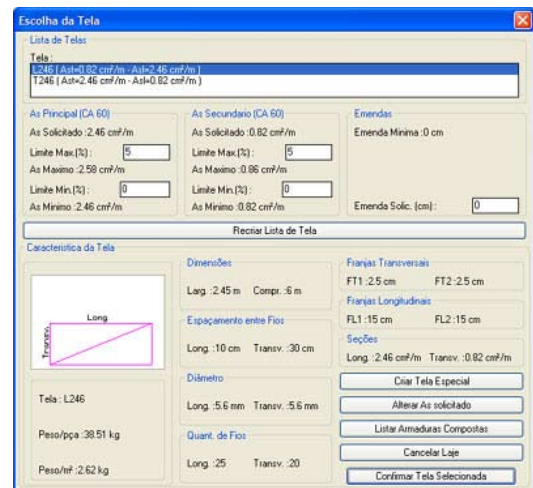 Escolha da Tela
Lista de Telas
Tela :
L246 ( Ast=0.82 cm²/m - Asl=2.46 cm²/m )
T246 ( Ast=2.46 cm²/m - Asl=0.82 cm²/m )
As Principal (CA 60)
As Solicitado :2.46 cm²/m
Limite Max.(%) : 5
As Maximo :2.58 cm²/m
Limite Min.(%) : 0
As Minimo :2.46 cm²/m
As Secundario (CA 60)
As Solicitado :0.82 cm²/m
Limite Max.(%) : 5
As Maximo :0.86 cm²/m
Limite Min.(%) : 0
As Minimo :0.82 cm²/m
Emendas
Emenda Minima :0 cm
Emenda Solic. (cm) : 0
Recriar Lista de Tela
Caracteristica da Tela
Long
Transv
Tela : L246
Peso/pça :38.51 kg
Peso/m² :2.62 kg
Dimensões
Larg. :2.45 m Compr. :6 m
Espaçamento entre Fios
Long. :10 cm Transv. :30 cm
Diâmetro
Long. :5.6 mm Transv. :5.6 mm
Quant. de Fios
Long. :25 Transv. :20
Franjas Transversais
FT1 :2.5 cm FT2 :2.5 cm
Franjas Longitudinais
FL1 :15 cm FL2 :15 cm
Seções
Long. :2.46 cm²/m Transv. :0.82 cm²/m
Criar Tela Especial
Alterar As solicitado
Listar Armaduras Compostas
Cancelar Laje
Confirmar Tela Selecionada